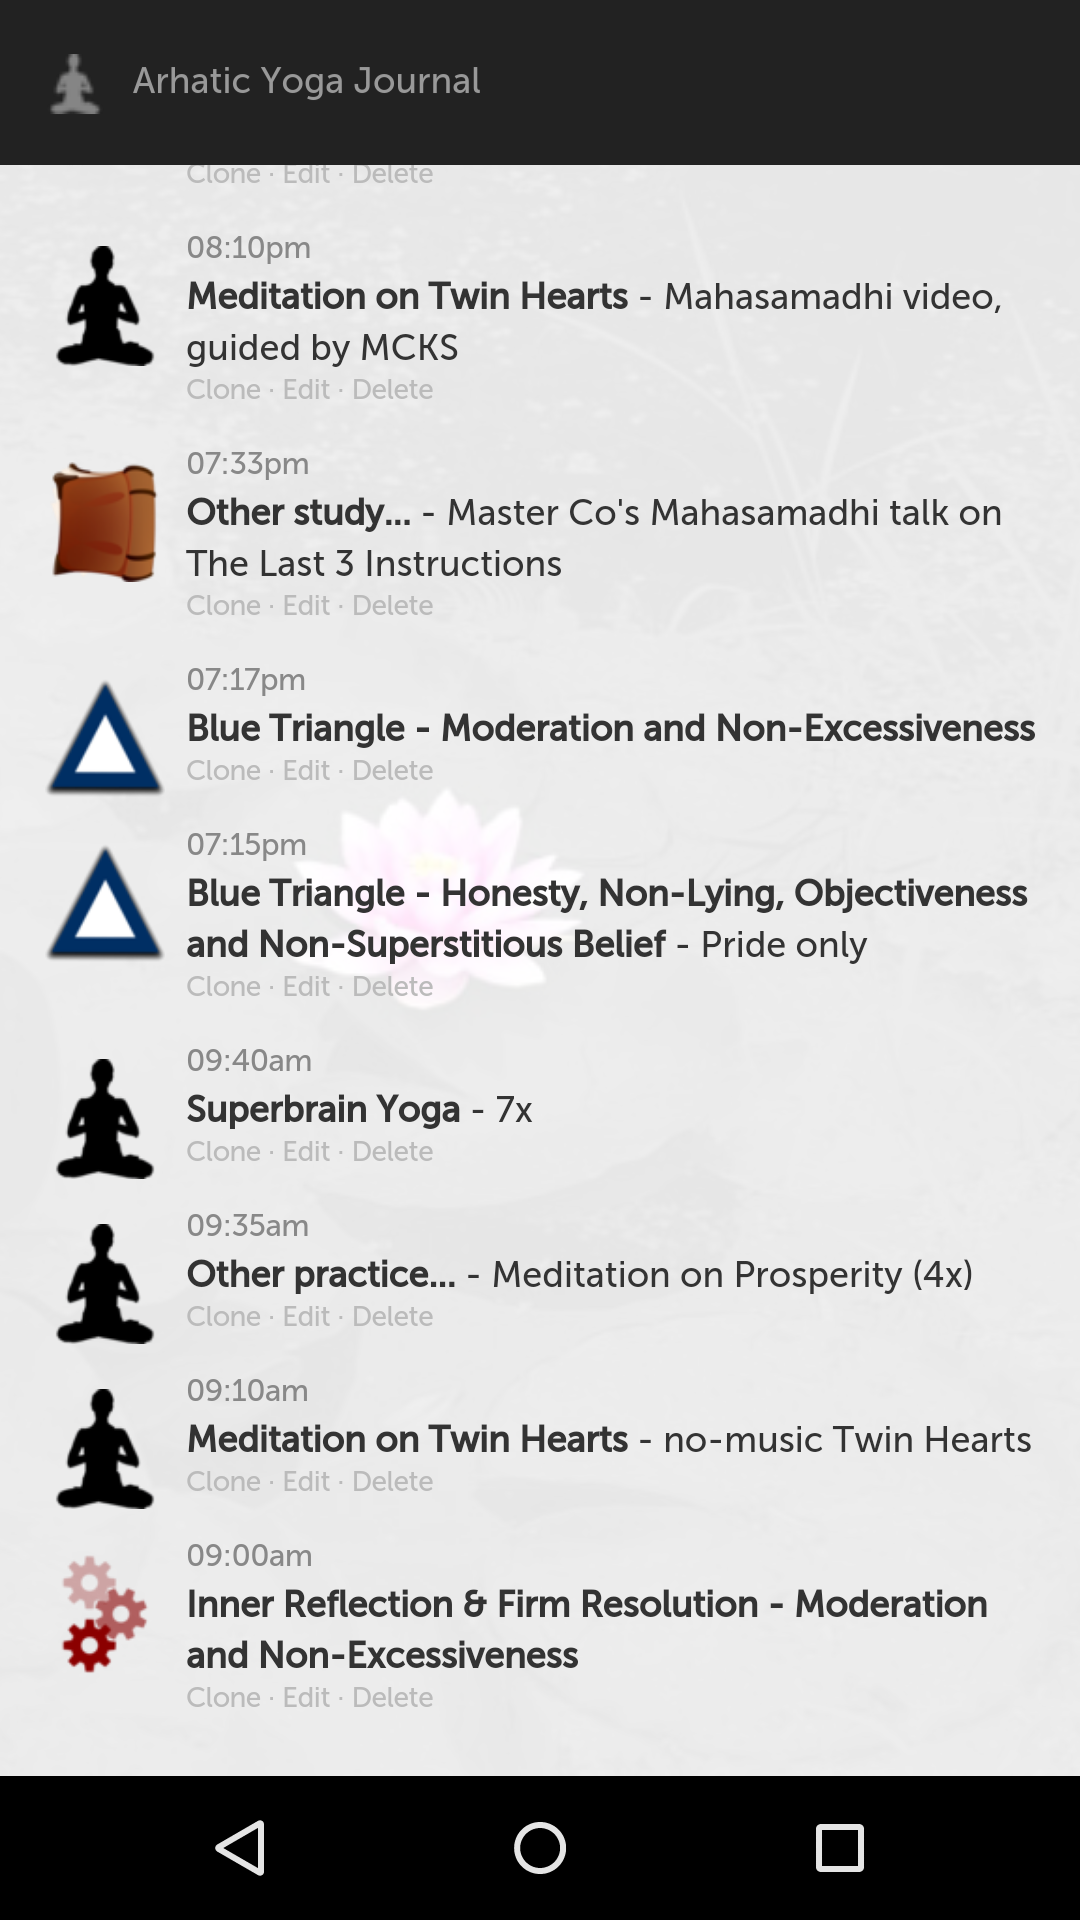 Arhatic Yoga Journal
Clone · Edit · Delete
08:10pm
Meditation on Twin Hearts - Mahasamadhi video,
guided by MCKS
Clone · Edit · Delete
07:33pm
Other study... - Master Co's Mahasamadhi talk on
The Last 3 Instructions
Clone · Edit · Delete
07:17pm
Blue Triangle - Moderation and Non-Excessiveness
Clone · Edit · Delete
07:15pm
Blue Triangle - Honesty, Non-Lying, Objectiveness
and Non-Superstitious Belief - Pride only
Clone · Edit · Delete
09:40am
Superbrain Yoga - 7x
Clone · Edit · Delete
09:35am
Other practice... - Meditation on Prosperity (4x)
Clone · Edit · Delete
09:10am
Meditation on Twin Hearts - no-music Twin Hearts
Clone · Edit · Delete
09:00am
Inner Reflection & Firm Resolution - Moderation
and Non-Excessiveness
Clone · Edit · Delete